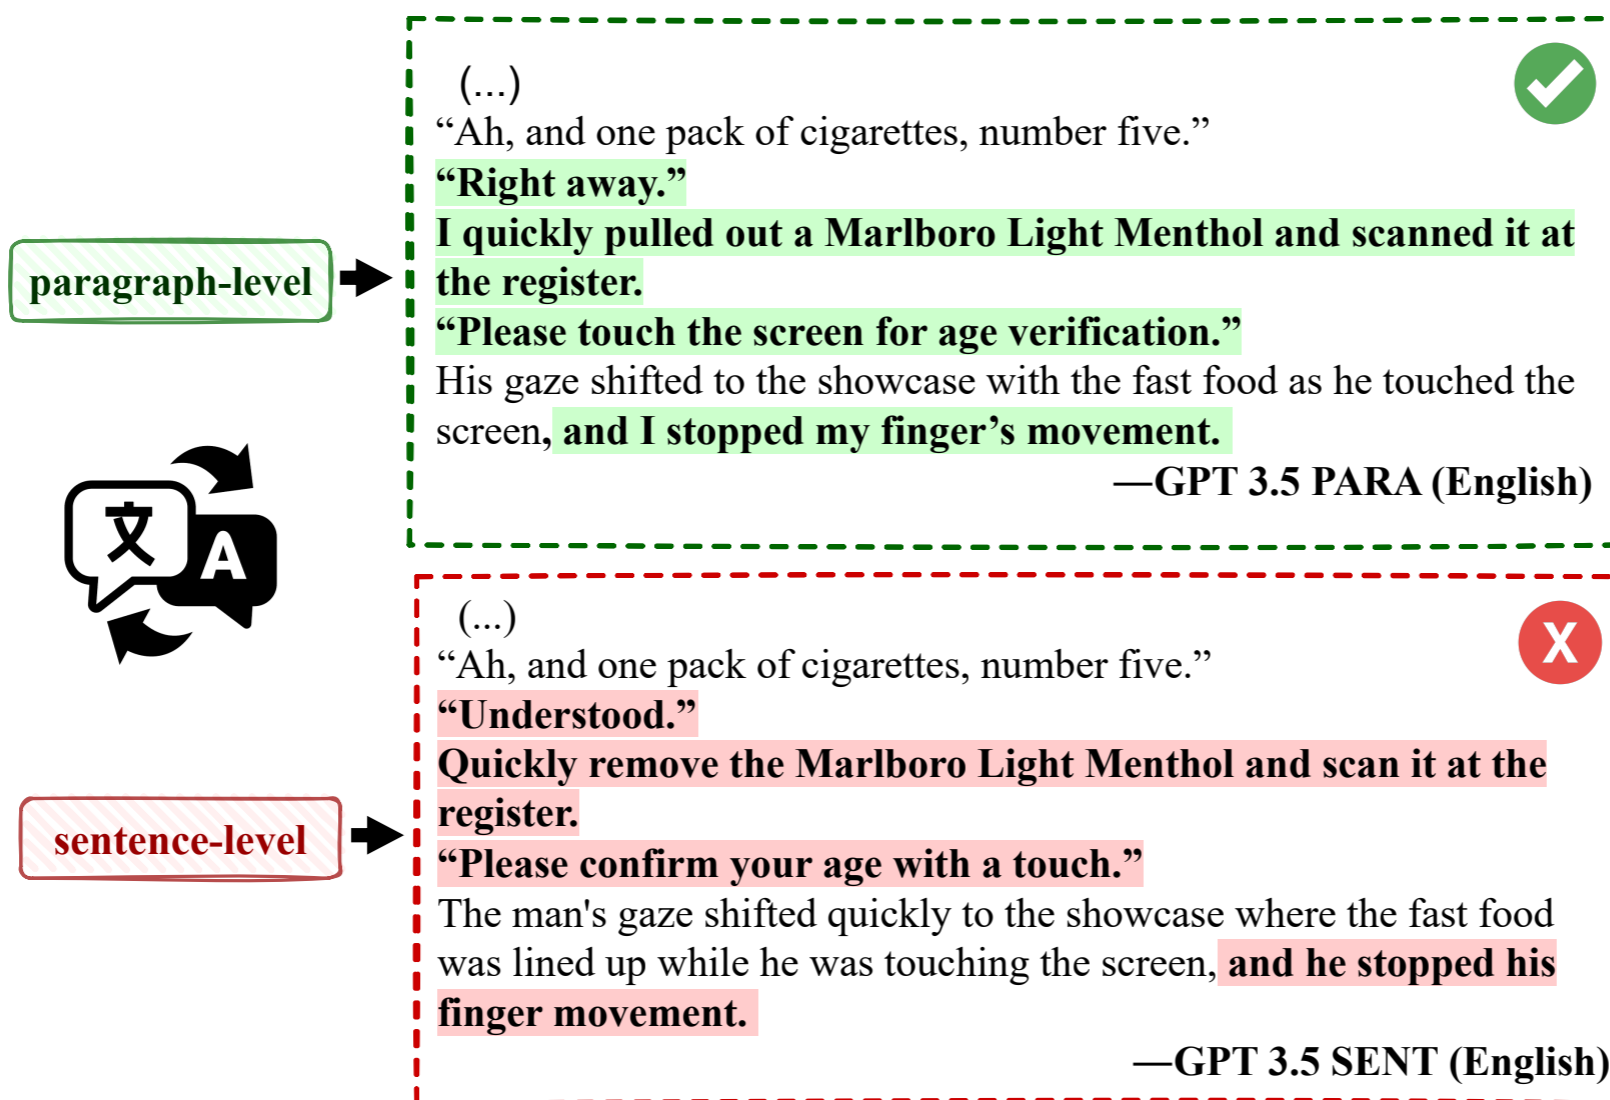 (...)
“Ah, and one pack of cigarettes, number five.”
“Right away.”
I quickly pulled out a Marlboro Light Menthol and scanned it at
the register.
“Please touch the screen for age verification.”
His gaze shifted to the showcase with the fast food as he touched the
screen, and I stopped my finger’s movement.
—GPT 3.5 PARA (English)
paragraph-level
文
A
(...)
“Ah, and one pack of cigarettes, number five.”
“Understood.”
Quickly remove the Marlboro Light Menthol and scan it at the
register.
“Please confirm your age with a touch.”
The man's gaze shifted quickly to the showcase where the fast food
was lined up while he was touching the screen, and he stopped his
finger movement.
—GPT 3.5 SENT (English)
sentence-level
X